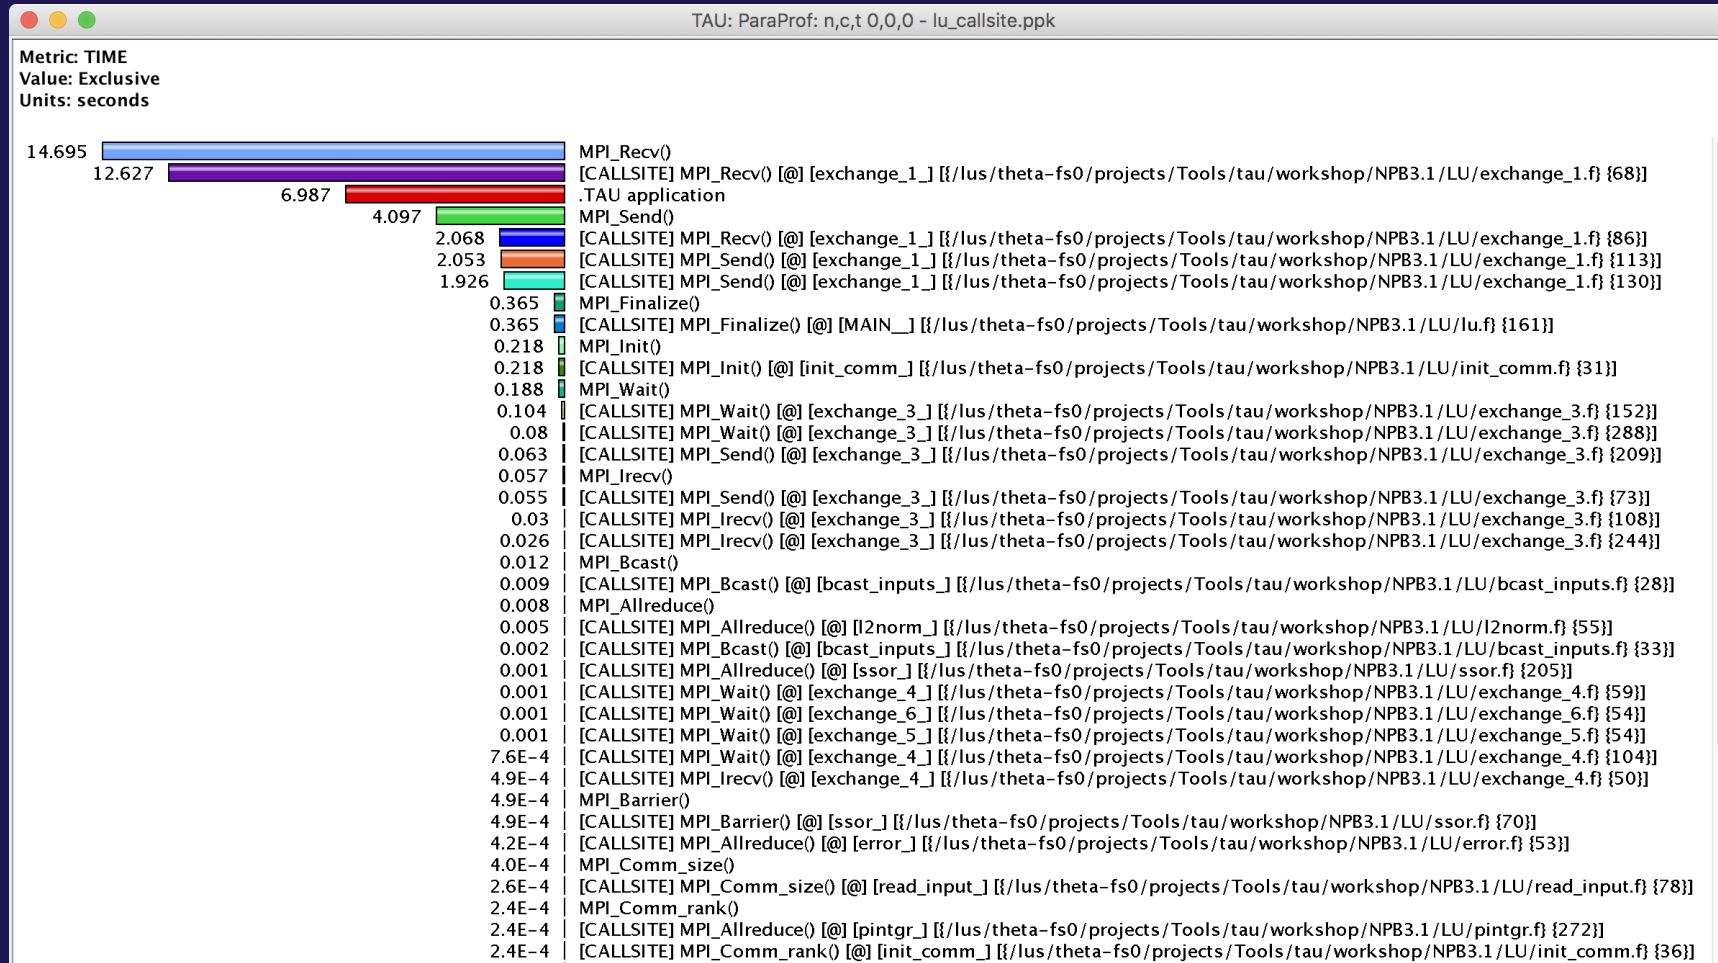 TAU: ParaProf: n,c,t 0,0,0 - lu_callsite.ppk
Metric: TIME
Value: Exclusive
Units: seconds
14.695 MPI_Recv()
12.627 [CALLSITE] MPI_Recv() [@] [exchange_1_] [{/lus/theta-fs0/projects/Tools/tau/workshop/NPB3.1/LU/exchange_1.f} {68}]
6.987 .TAU application
4.097 MPI_Send()
2.068 [CALLSITE] MPI_Recv() [@] [exchange_1_] [{/lus/theta-fs0/projects/Tools/tau/workshop/NPB3.1/LU/exchange_1.f} {86}]
2.053 [CALLSITE] MPI_Send() [@] [exchange_1_] [{/lus/theta-fs0/projects/Tools/tau/workshop/NPB3.1/LU/exchange_1.f} {113}]
1.926 [CALLSITE] MPI_Send() [@] [exchange_1_] [{/lus/theta-fs0/projects/Tools/tau/workshop/NPB3.1/LU/exchange_1.f} {130}]
0.365 MPI_Finalize()
0.365 [CALLSITE] MPI_Finalize() [@] [MAIN__] [{/lus/theta-fs0/projects/Tools/tau/workshop/NPB3.1/LU/lu.f} {161}]
0.218 MPI_Init()
0.218 [CALLSITE] MPI_Init() [@] [init_comm_] [{/lus/theta-fs0/projects/Tools/tau/workshop/NPB3.1/LU/init_comm.f} {31}]
0.188 MPI_Wait()
0.104 [CALLSITE] MPI_Wait() [@] [exchange_3_] [{/lus/theta-fs0/projects/Tools/tau/workshop/NPB3.1/LU/exchange_3.f} {152}]
0.08 [CALLSITE] MPI_Wait() [@] [exchange_3_] [{/lus/theta-fs0/projects/Tools/tau/workshop/NPB3.1/LU/exchange_3.f} {288}]
0.063 [CALLSITE] MPI_Send() [@] [exchange_3_] [{/lus/theta-fs0/projects/Tools/tau/workshop/NPB3.1/LU/exchange_3.f} {209}]
0.057 MPI_Irecv()
0.055 [CALLSITE] MPI_Send() [@] [exchange_3_] [{/lus/theta-fs0/projects/Tools/tau/workshop/NPB3.1/LU/exchange_3.f} {73}]
0.03 [CALLSITE] MPI_Irecv() [@] [exchange_3_] [{/lus/theta-fs0/projects/Tools/tau/workshop/NPB3.1/LU/exchange_3.f} {108}]
0.026 [CALLSITE] MPI_Irecv() [@] [exchange_3_] [{/lus/theta-fs0/projects/Tools/tau/workshop/NPB3.1/LU/exchange_3.f} {244}]
0.012 MPI_Bcast()
0.009 [CALLSITE] MPI_Bcast() [@] [bcast_inputs_] [{/lus/theta-fs0/projects/Tools/tau/workshop/NPB3.1/LU/bcast_inputs.f} {28}]
0.008 MPI_Allreduce()
0.005 [CALLSITE] MPI_Allreduce() [@] [l2norm_] [{/lus/theta-fs0/projects/Tools/tau/workshop/NPB3.1/LU/l2norm.f} {55}]
0.002 [CALLSITE] MPI_Bcast() [@] [bcast_inputs_] [{/lus/theta-fs0/projects/Tools/tau/workshop/NPB3.1/LU/bcast_inputs.f} {33}]
0.001 [CALLSITE] MPI_Allreduce() [@] [ssor_] [{/lus/theta-fs0/projects/Tools/tau/workshop/NPB3.1/LU/ssor.f} {205}]
0.001 [CALLSITE] MPI_Wait() [@] [exchange_4_] [{/lus/theta-fs0/projects/Tools/tau/workshop/NPB3.1/LU/exchange_4.f} {59}]
0.001 [CALLSITE] MPI_Wait() [@] [exchange_6_] [{/lus/theta-fs0/projects/Tools/tau/workshop/NPB3.1/LU/exchange_6.f} {54}]
0.001 [CALLSITE] MPI_Wait() [@] [exchange_5_] [{/lus/theta-fs0/projects/Tools/tau/workshop/NPB3.1/LU/exchange_5.f} {54}]
7.6E-4 [CALLSITE] MPI_Wait() [@] [exchange_4_] [{/lus/theta-fs0/projects/Tools/tau/workshop/NPB3.1/LU/exchange_4.f} {104}]
4.9E-4 [CALLSITE] MPI_Irecv() [@] [exchange_4_] [{/lus/theta-fs0/projects/Tools/tau/workshop/NPB3.1/LU/exchange_4.f} {50}]
4.9E-4 MPI_Barrier()
4.9E-4 [CALLSITE] MPI_Barrier() [@] [ssor_] [{/lus/theta-fs0/projects/Tools/tau/workshop/NPB3.1/LU/ssor.f} {70}]
4.2E-4 [CALLSITE] MPI_Allreduce() [@] [error_] [{/lus/theta-fs0/projects/Tools/tau/workshop/NPB3.1/LU/error.f} {53}]
4.0E-4 MPI_Comm_size()
2.6E-4 [CALLSITE] MPI_Comm_size() [@] [read_input_] [{/lus/theta-fs0/projects/Tools/tau/workshop/NPB3.1/LU/read_input.f} {78}]
2.4E-4 MPI_Comm_rank()
2.4E-4 [CALLSITE] MPI_Allreduce() [@] [pintgr_] [{/lus/theta-fs0/projects/Tools/tau/workshop/NPB3.1/LU/pintgr.f} {272}]
2.4E-4 [CALLSITE] MPI_Comm_rank() [@] [init_comm_] [{/lus/theta-fs0/projects/Tools/tau/workshop/NPB3.1/LU/init_comm.f} {36}]